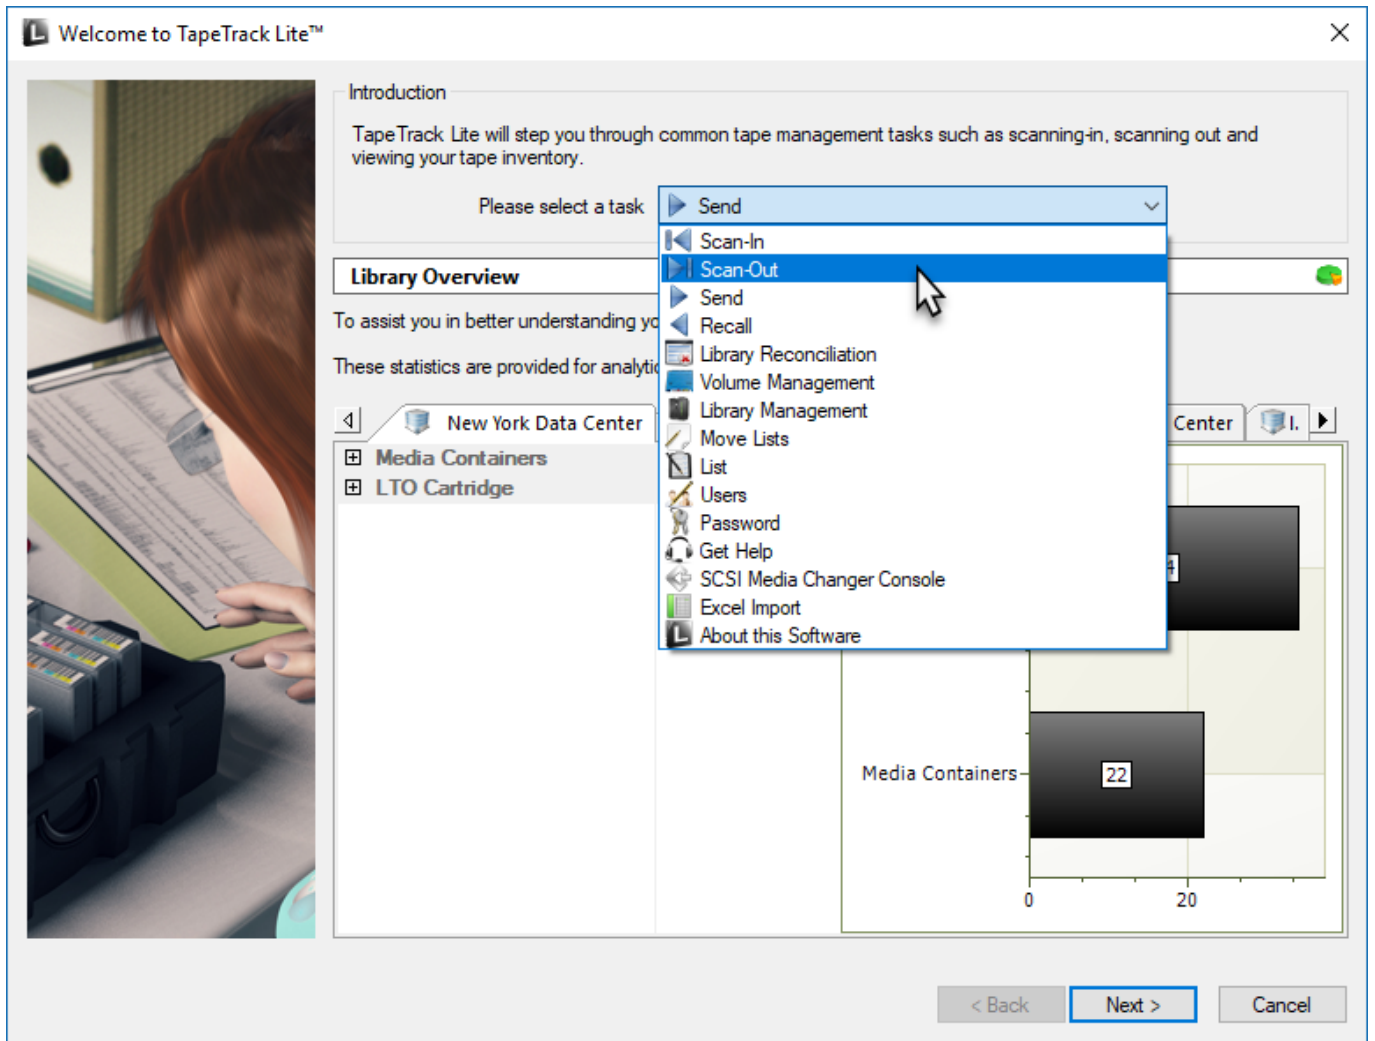 Welcome to TapeTrack Lite™
Introduction
TapeTrack Lite will step you through common tape management tasks such as scanning-in, scanning out and
viewing your tape inventory.
Please select a task
Send
Scan-In
Scan-Out
Send
Recall
Library Reconciliation
Volume Management
Library Management
Move Lists
List
Users
Password
Get Help
SCSI Media Changer Console
Excel Import
About this Software
Library Overview
To assist you in better understanding
These statistics are provided for
New York Data Center
Center
Media Containers
LTO Cartridge
4
Media Containers
22
0
20
< Back
Next >
Cancel